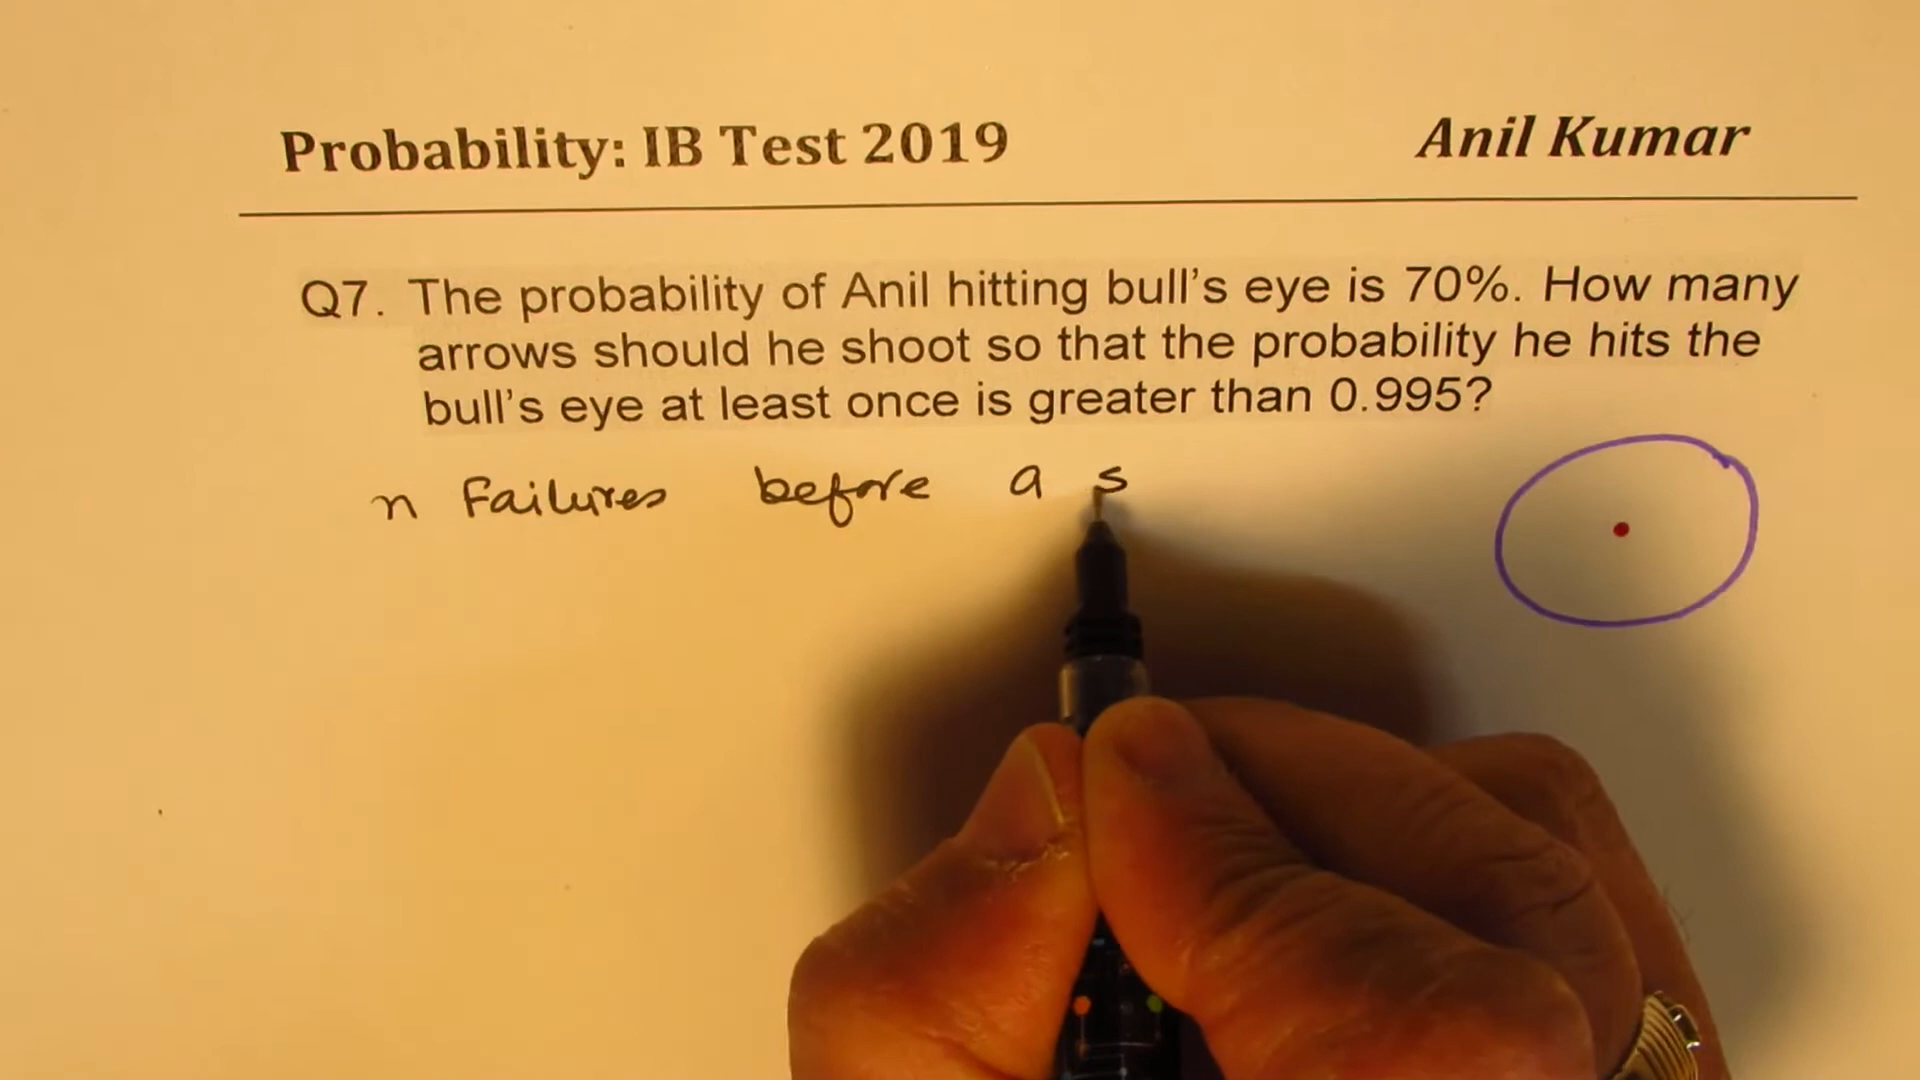 Probability: IB Test 2019 Anil Kumar
Q7. The probability of Anil hitting bull's eye is 70%. How many
arrows should he shoot so that the probability he hits the
bull's eye at least once is greater than 0.995?
n Failures before a s